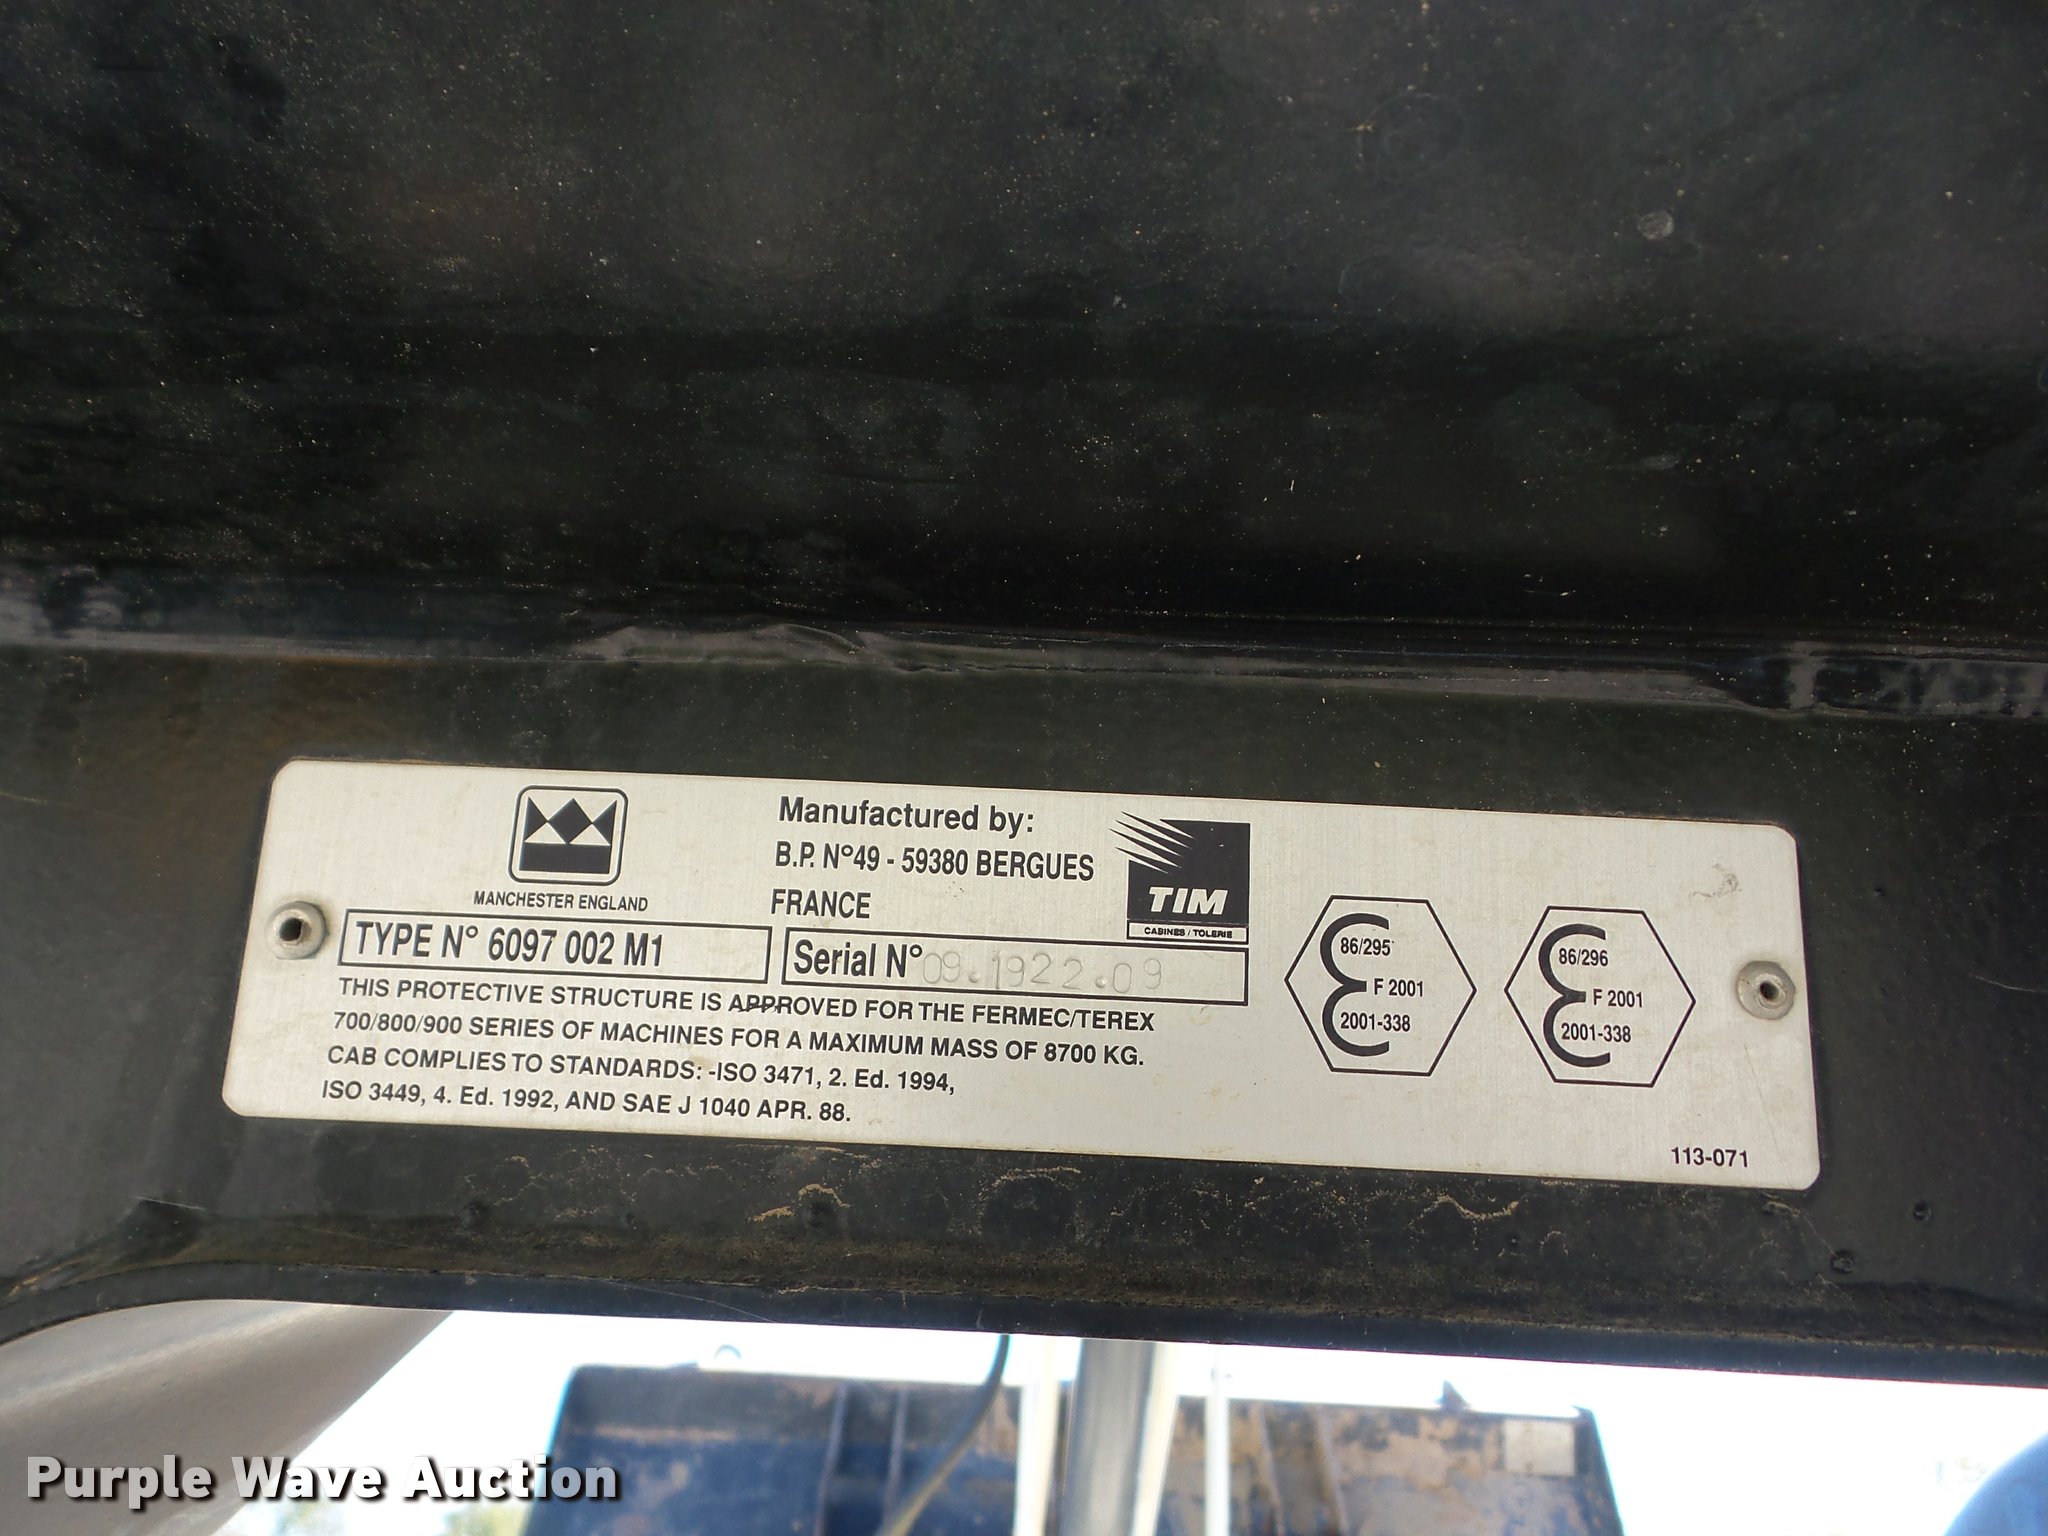 MANCHESTER ENGLAND
TYPE N° 6097 002 M1
Manufactured by:
B.P. N°49 - 59380 BERGUES
FRANCE
TIM
CABINES / TOLERIE
Serial N° 09.1922.09
THIS PROTECTIVE STRUCTURE IS APPROVED FOR THE FERMEC/TEREX
700/800/900 SERIES OF MACHINES FOR A MAXIMUM MASS OF 8700 KG.
CAB COMPLIES TO STANDARDS: -ISO 3471, 2. Ed. 1994,
ISO 3449, 4. Ed. 1992, AND SAE J 1040 APR. 88.
86/295
F 2001
2001-338
86/296
F 2001
2001-338
113-071
Purple Wave Auction